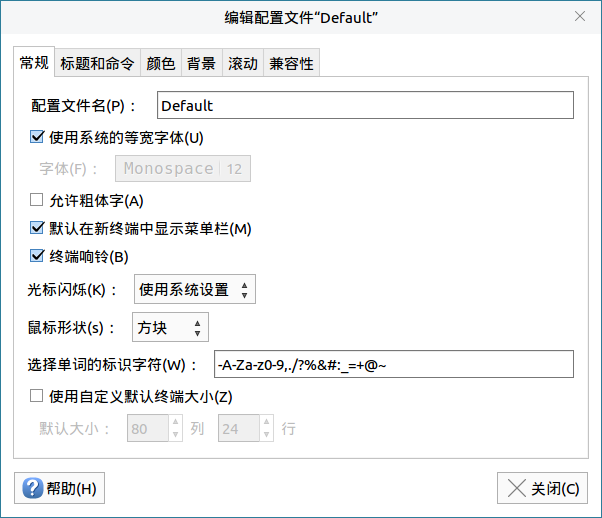 编辑配置文件“Default”
常规 标题和命令 颜色 背景 滚动 兼容性
配置文件名(P)： Default
使用系统的等宽字体(U)
字体(F)： Monospace 12
允许粗体字(A)
默认在新终端中显示菜单栏(M)
终端响铃(B)
光标闪烁(K)： 使用系统设置
鼠标形状(s)： 方块
选择单词的标识字符(W)： -A-Za-z0-9,./?%&#:_=+@~
使用自定义默认终端大小(Z)
默认大小： 80 列 24 行
帮助(H) 关闭(C)